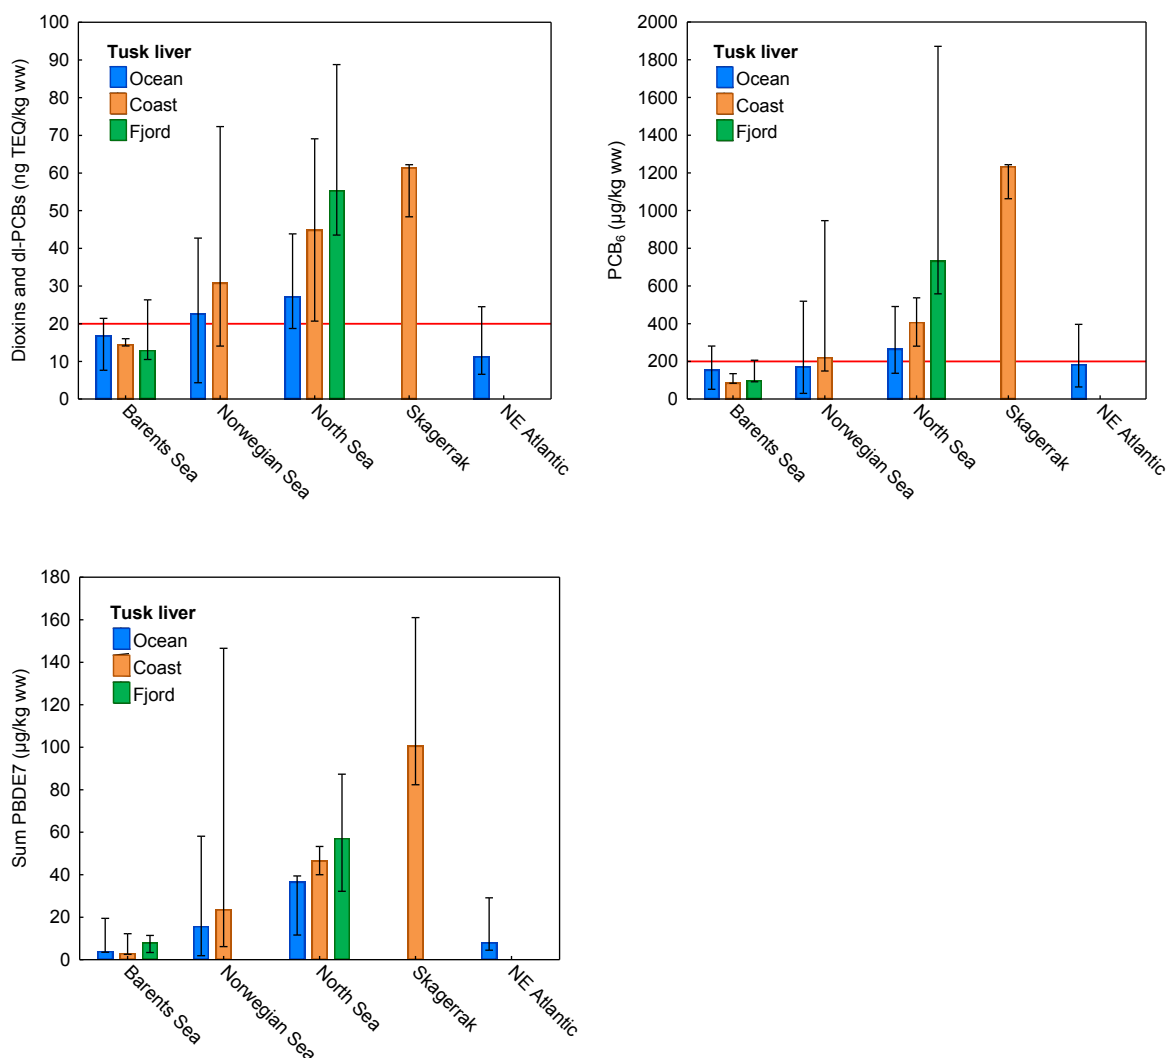 Dioxins and dl-PCBs (ng TEQ/kg ww)
100
90
80
70
60
50
40
30
20
10
0
Tusk liver
Ocean
Coast
Fjord
Barents Sea
Norwegian Sea
North Sea
Skagerrak
NE Atlantic
PCB₆ (µg/kg ww)
2000
1800
1600
1400
1200
1000
800
600
400
200
0
Tusk liver
Ocean
Coast
Fjord
Barents Sea
Norwegian Sea
North Sea
Skagerrak
NE Atlantic
Sum PBDE7 (µg/kg ww)
180
160
140
120
100
80
60
40
20
0
Tusk liver
Ocean
Coast
Fjord
Barents Sea
Norwegian Sea
North Sea
Skagerrak
NE Atlantic